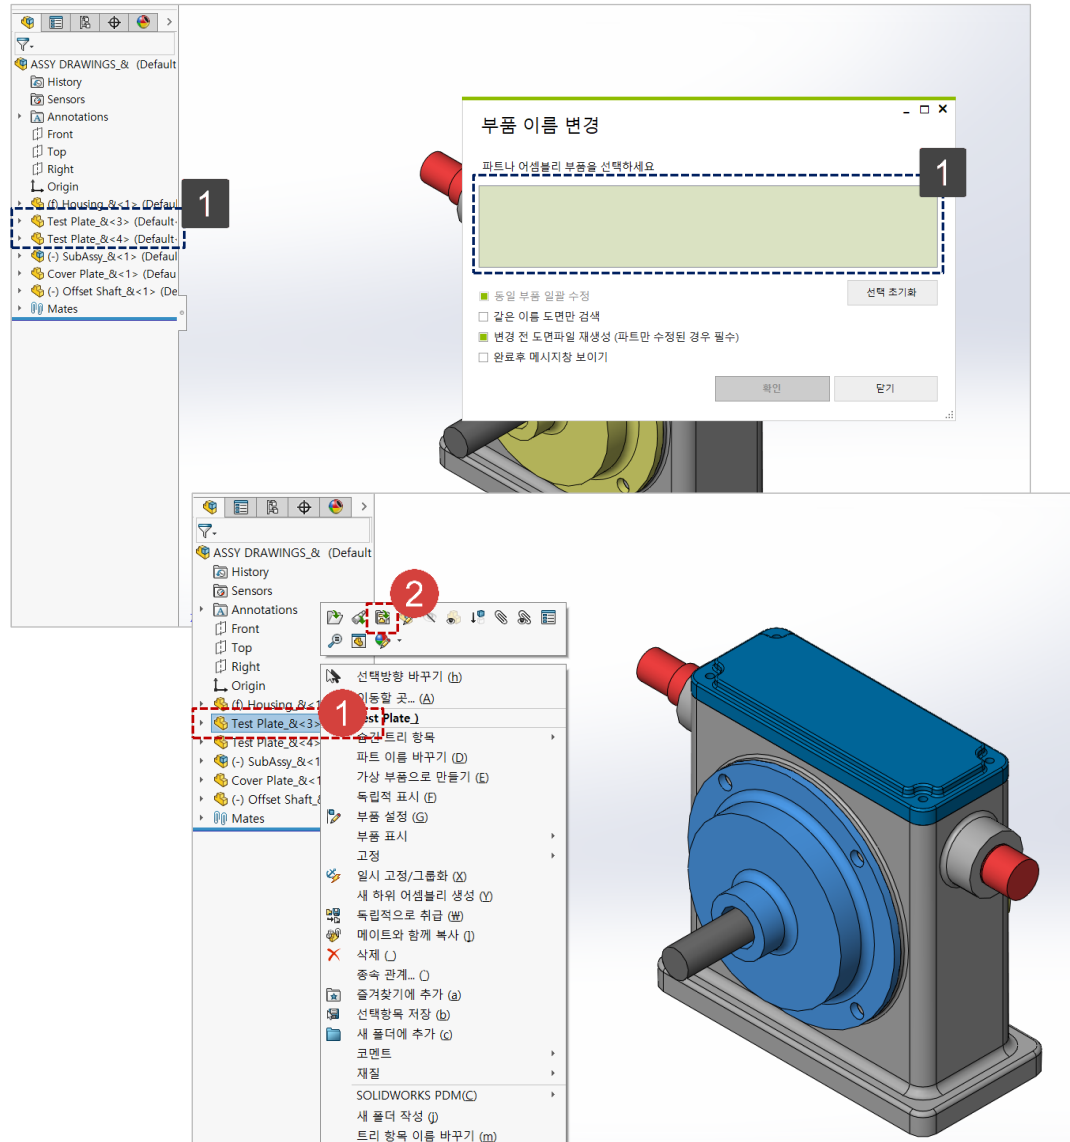 ASSY DRAWINGS_& (Default
History
Sensors
Annotations
Front
Top
Right
Origin
(f) Housing_&<1> (Defaul
Test Plate_&<3> (Default-
Test Plate_&<4> (Default-
(-) SubAssy_&<1> (Defaul
Cover Plate_&<1> (Defau
(-) Offset Shaft_&<1> (De
Mates
1
부품 이름 변경
파트나 어셈블리 부품을 선택하세요
1
동일 부품 일괄 수정
선택 초기화
같은 이름 도면만 검색
변경 전 도면파일 재생성 (파트만 수정된 경우 필수)
완료후 메시지창 보이기
확인
닫기
ASSY DRAWINGS_& (Default
History
Sensors
Annotations
Front
Top
Right
Origin
(f) Housing_&<1
Test Plate_&<3>
Test Plate_&<4>
(-) SubAssy_&<1
Cover Plate_&<1
(-) Offset Shaft_&
Mates
1
2
선택방향 바꾸기 (h)
이동할 곳... (A)
Plate_)
숨긴 트리 항목
파트 이름 바꾸기 (D)
가상 부품으로 만들기 (E)
독립적 표시 (F)
부품 설정 (G)
부품 표시
고정
일시 고정/그룹화 (X)
새 하위 어셈블리 생성 (Y)
독립적으로 취급 (₩)
메이트와 함께 복사 (])
삭제 (_)
종속 관계... (`)
즐겨찾기에 추가 (a)
선택항목 저장 (b)
새 폴더에 추가 (c)
코멘트
재질
SOLIDWORKS PDM(C)
새 폴더 작성 (j)
트리 항목 이름 바꾸기 (m)